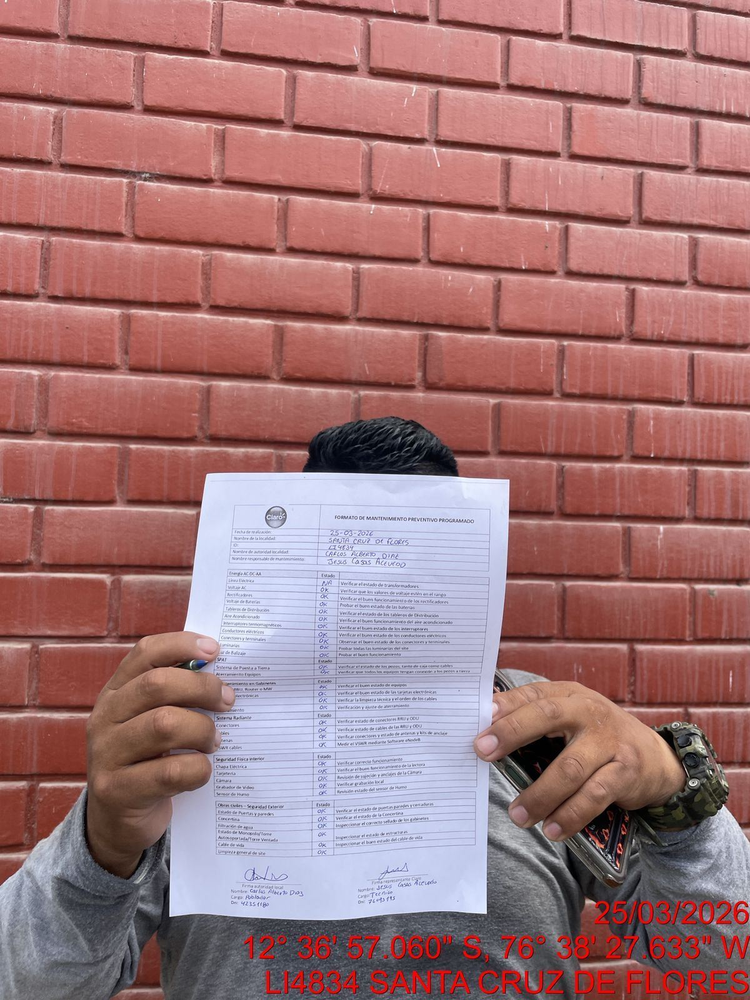 Claro
FORMATO DE MANTENIMIENTO PREVENTIVO PROGRAMADO
Fecha de realización: 25-03-2026
Nombre de la localidad: SANTA CRUZ DE FLORES
ID: LI4834
Nombre de autoridad localidad: CARLOS ALBERTO DIAZ
Nombre responsable de mantenimiento: JESUS CASAS ACEVEDO
Energía AC-DC-AA Estado
Línea Eléctrica NA Verificar el estado de transformadores
Voltaje AC OK Verificar que los valores de voltaje estén en el rango
Rectificadores OK Verificar el buen funcionamiento de los rectificadores
Voltaje de Baterías OK Probar el buen estado de las baterías
Tableros de Distribución OK Verificar el estado de los tableros de Distribución
Aire Acondicionado OK Verificar el buen funcionamiento del aire acondicionado
Interruptores termomagnéticos OK Verificar el buen estado de los interruptores
Conductores eléctricos OK Verificar el buen estado de los conductores eléctricos
Conectores y terminales OK Observar el buen estado de los conectores y terminales
Luminarias OK Probar todas las luminarias del site
Luz de Balizaje OK Probar el buen funcionamiento
SPAT Estado
Sistema de Puesta a Tierra OK Verificar el estado de los pozos, tanto de caja como cables
Aterramiento Equipos OK Verificar que todos los equipos tengan conexión a los pozos a tierra
enimiento en Gabinetes Estado
BBU, Router o MW OK Verificar el buen estado de equipos
electrónicas OK Verificar el buen estado de las tarjetas electrónicas
OK Verificar la limpieza técnica y el orden de los cables
amiento OK Verificación y ajuste de aterramiento
Sistema Radiante Estado
Conectores OK Verificar estado de conectores RRU y ODU
bles OK Verificar estado de cables de las RRU y ODU
tenas OK Verificar conectores y estado de antenas y kits de anclaje
SWR cables OK Medir el VSWR mediante Software eNodeB
Seguridad Física interior Estado
Chapa Eléctrica OK Verificar correcto funcionamiento
Tarjetería OK Verificar el buen funcionamiento de la lectora
Cámara OK Revisión de sujeción y anclajes de la Cámara
Grabador de Video OK Verificar grabación local
Sensor de Humo OK Revisión estado del sensor de Humo
Obras civiles – Seguridad Exterior Estado
Estado de Puertas y paredes OK Verificar el estado de puertas paredes y cerraduras
Concertina OK Verificar el estado de la Concertina
Filtración de agua OK Inspeccionar el correcto sellado de los gabinetes
Estado de Monopolo/Torre
Autosoportada/Torre Ventada OK Inspeccionar el estado de estructuras
Cable de vida OK Inspeccionar el buen estado del cable de vida
Limpieza general de site OK
Firma autoridad local
Nombre: Carlos Alberto Diaz
Cargo: Poblador
Dni: 42351180
Firma representante Claro
Nombre: Jesus Casas Acevedo
Cargo: Tecnico
Dni: 76095195
25/03/2026
12° 36' 57.060" S, 76° 38' 27.633" W
LI4834 SANTA CRUZ DE FLORES